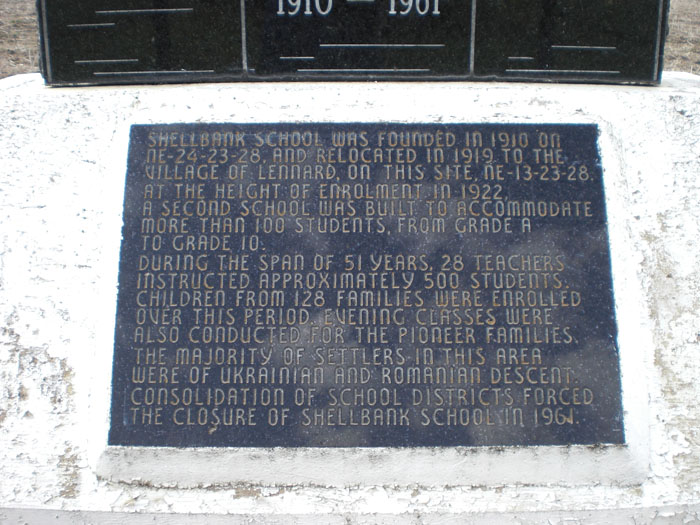 1910 — 1961
SHELLBANK SCHOOL WAS FOUNDED IN 1910 ON
NE-24-23-28, AND RELOCATED IN 1919, TO THE
VILLAGE OF LENNARD, ON THIS SITE, NE-13-23-28.
AT THE HEIGHT OF ENROLMENT IN 1922,
A SECOND SCHOOL WAS BUILT TO ACCOMMODATE
MORE THAN 100 STUDENTS, FROM GRADE A
TO GRADE 10.
DURING THE SPAN OF 51 YEARS, 28 TEACHERS
INSTRUCTED APPROXIMATELY 500 STUDENTS.
CHILDREN FROM 128 FAMILIES WERE ENROLLED
OVER THIS PERIOD. EVENING CLASSES WERE
ALSO CONDUCTED FOR THE PIONEER FAMILIES.
THE MAJORITY OF SETTLERS IN THIS AREA
WERE OF UKRAINIAN AND ROMANIAN DESCENT.
CONSOLIDATION OF SCHOOL DISTRICTS FORCED
THE CLOSURE OF SHELLBANK SCHOOL IN 1961.